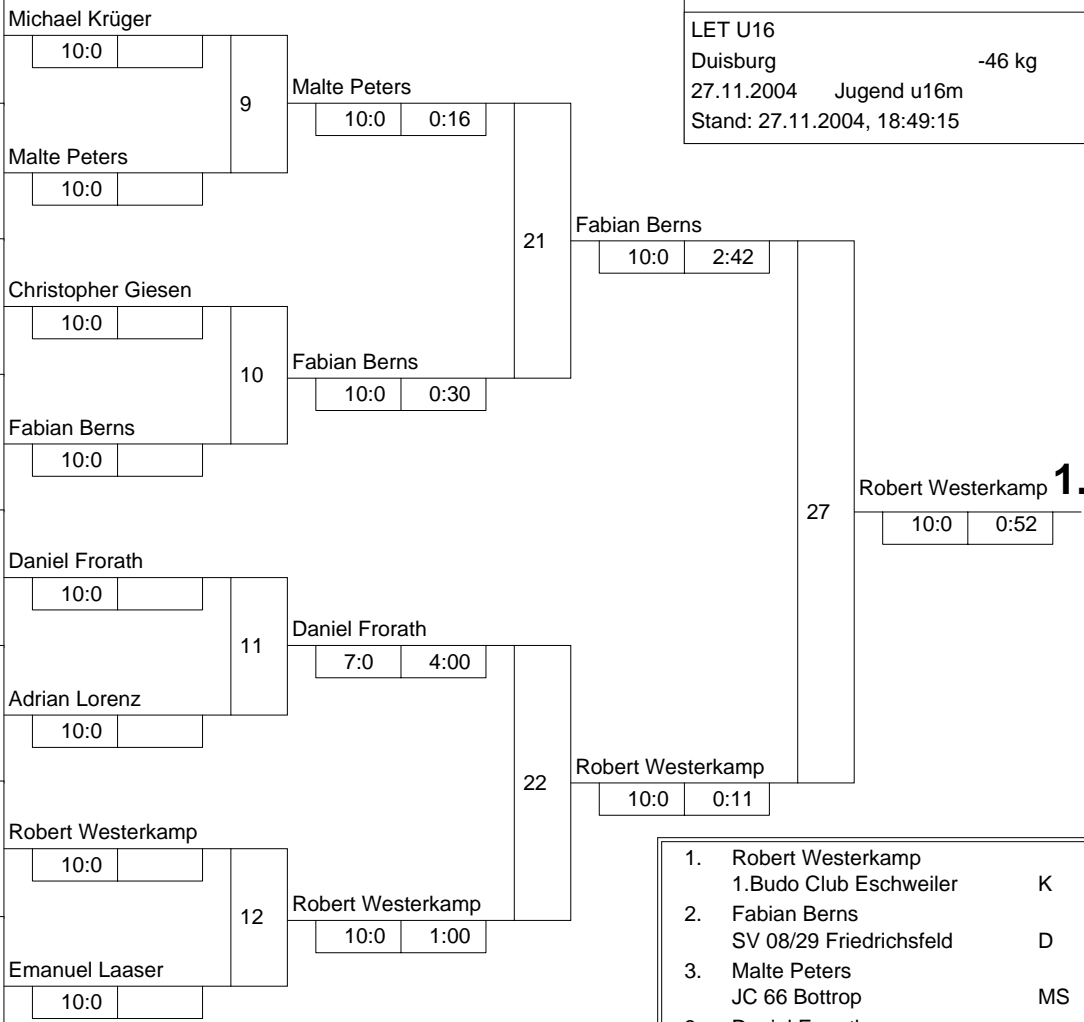 LET U16
Duisburg -46 kg
27.11.2004 Jugend u16m
Stand: 27.11.2004, 18:49:15
Michael Krüger
10:0
9
Malte Peters
10:0
Malte Peters
10:0 0:16
21
Christopher Giesen
10:0
10
Fabian Berns
10:0
Fabian Berns
10:0 0:30
Fabian Berns
10:0 2:42
27
Daniel Frorath
10:0
11
Adrian Lorenz
10:0
Daniel Frorath
7:0 4:00
22
Robert Westerkamp
10:0
12
Emanuel Laaser
10:0
Robert Westerkamp
10:0 1:00
Robert Westerkamp
10:0 0:11
Robert Westerkamp 1.
10:0 0:52
1. Robert Westerkamp
1.Budo Club Eschweiler K
2. Fabian Berns
SV 08/29 Friedrichsfeld D
3. Malte Peters
JC 66 Bottrop MS